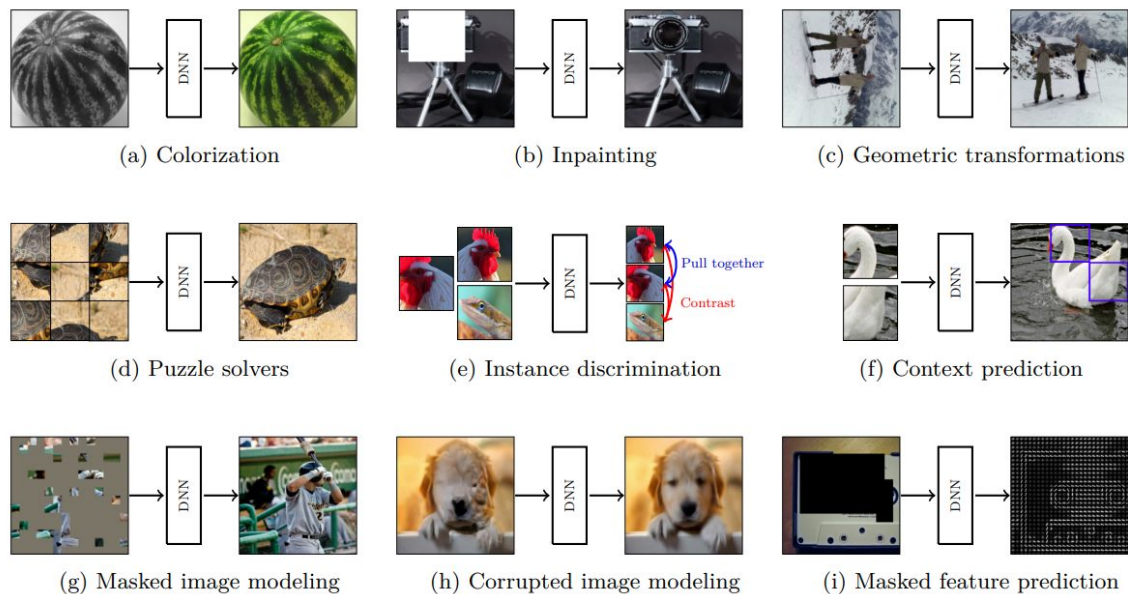 DNN
DNN
DNN
(a) Colorization
(b) Inpainting
(c) Geometric transformations
DNN
DNN
Pull together
Contrast
DNN
(d) Puzzle solvers
(e) Instance discrimination
(f) Context prediction
DNN
DNN
DNN
(g) Masked image modeling
(h) Corrupted image modeling
(i) Masked feature prediction